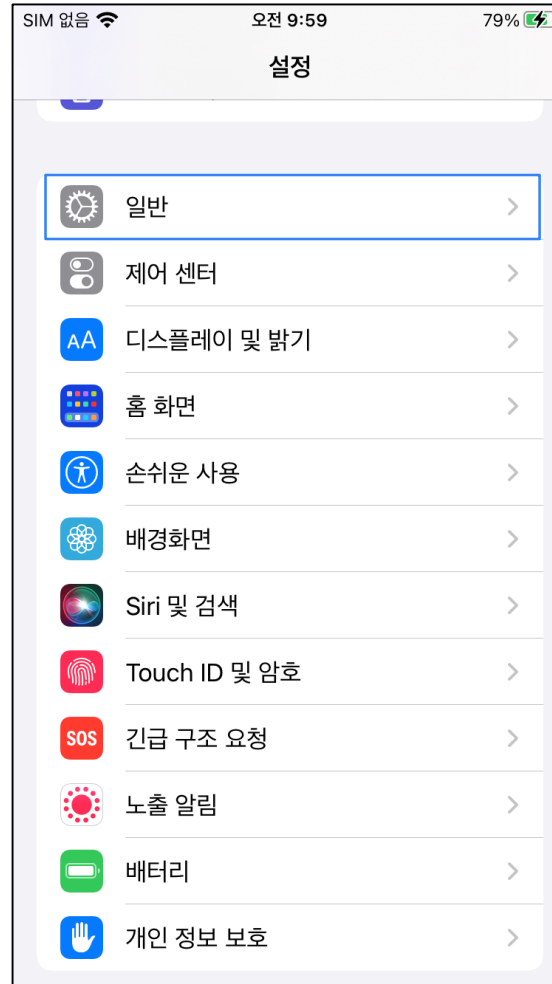 SIM 없음 오전 9:59 79%
설정
일반
제어 센터
AA 디스플레이 및 밝기
홈 화면
손쉬운 사용
배경화면
Siri 및 검색
Touch ID 및 암호
SOS 긴급 구조 요청
노출 알림
배터리
개인 정보 보호